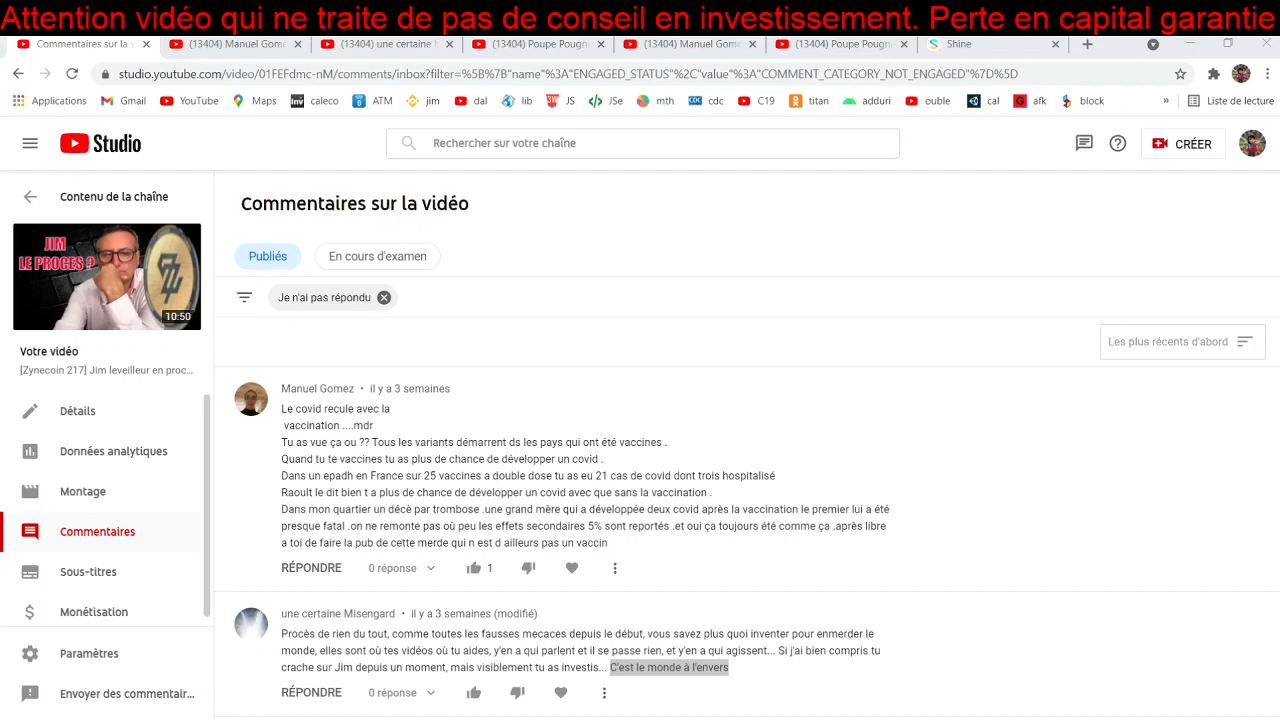 Attention vidéo qui ne traite de pas de conseil en investissement. Perte en capital garantie
Commentaires sur la v
(13404) Manuel Gome
(13404) une certaine h
(13404) Poupe Pougn
(13404) Manuel Gome
(13404) Poupe Pougn
Shine
studio.youtube.com/video/01FEFdmc-nM/comments/inbox?filter=%5B%7B"name"%3A"ENGAGED_STATUS"%2C"value"%3A"COMMENT_CATEGORY_NOT_ENGAGED"%7D%5D
Applications Gmail YouTube Maps caleco ATM jim dal lib JS JSe mth cdc C19 titan adduri ouble cal afk block » Liste de lecture
Studio
Rechercher sur votre chaîne
CRÉER
Contenu de la chaîne
JIM
LE PROCES ?
10:50
Votre vidéo
[Zynecoin 217] Jim leveilleur en proc…
Détails
Données analytiques
Montage
Commentaires
Sous-titres
Monétisation
Paramètres
Envoyer des commentair…
Commentaires sur la vidéo
Publiés
En cours d'examen
Je n'ai pas répondu
Les plus récents d'abord
Manuel Gomez • il y a 3 semaines
Le covid recule avec la
vaccination ....mdr
Tu as vue ça ou ?? Tous les variants démarrent ds les pays qui ont été vaccines .
Quand tu te vaccines tu as plus de chance de développer un covid .
Dans un epadh en France sur 25 vaccines a double dose tu as eu 21 cas de covid dont trois hospitalisé
Raoult le dit bien t a plus de chance de développer un covid avec que sans la vaccination .
Dans mon quartier un décè par trombose .une grand mère qui a développée deux covid après la vaccination le premier lui a été
presque fatal .on ne remonte pas où peu les effets secondaires 5% sont reportés .et oui ça toujours été comme ça .après libre
a toi de faire la pub de cette merde qui n est d ailleurs pas un vaccin
RÉPONDRE 0 réponse 1
une certaine Misengard • il y a 3 semaines (modifié)
Procès de rien du tout, comme toutes les fausses mecaces depuis le début, vous savez plus quoi inventer pour enmerder le
monde, elles sont où tes vidéos où tu aides, y'en a qui parlent et il se passe rien, et y'en a qui agissent... Si j'ai bien compris tu
crache sur Jim depuis un moment, mais visiblement tu as investis... C'est le monde à l'envers
RÉPONDRE 0 réponse